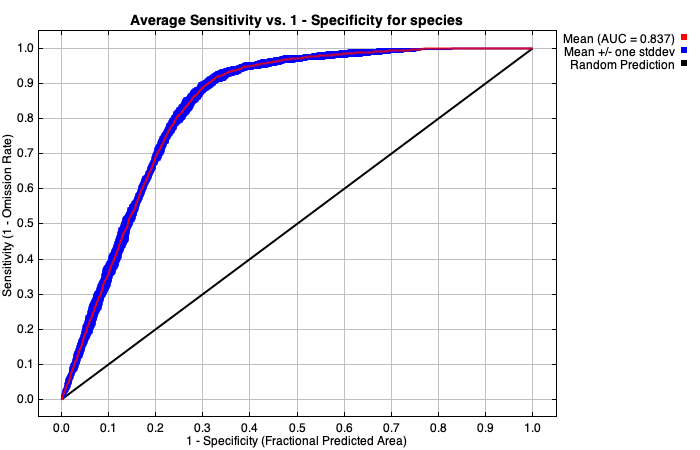 Average Sensitivity vs. 1 - Specificity for species
Mean (AUC = 0.837)
Mean +/- one stddev
Random Prediction
Sensitivity (1 - Omission Rate)
1.0
0.9
0.8
0.7
0.6
0.5
0.4
0.3
0.2
0.1
0.0
0.0 0.1 0.2 0.3 0.4 0.5 0.6 0.7 0.8 0.9 1.0
1 - Specificity (Fractional Predicted Area)